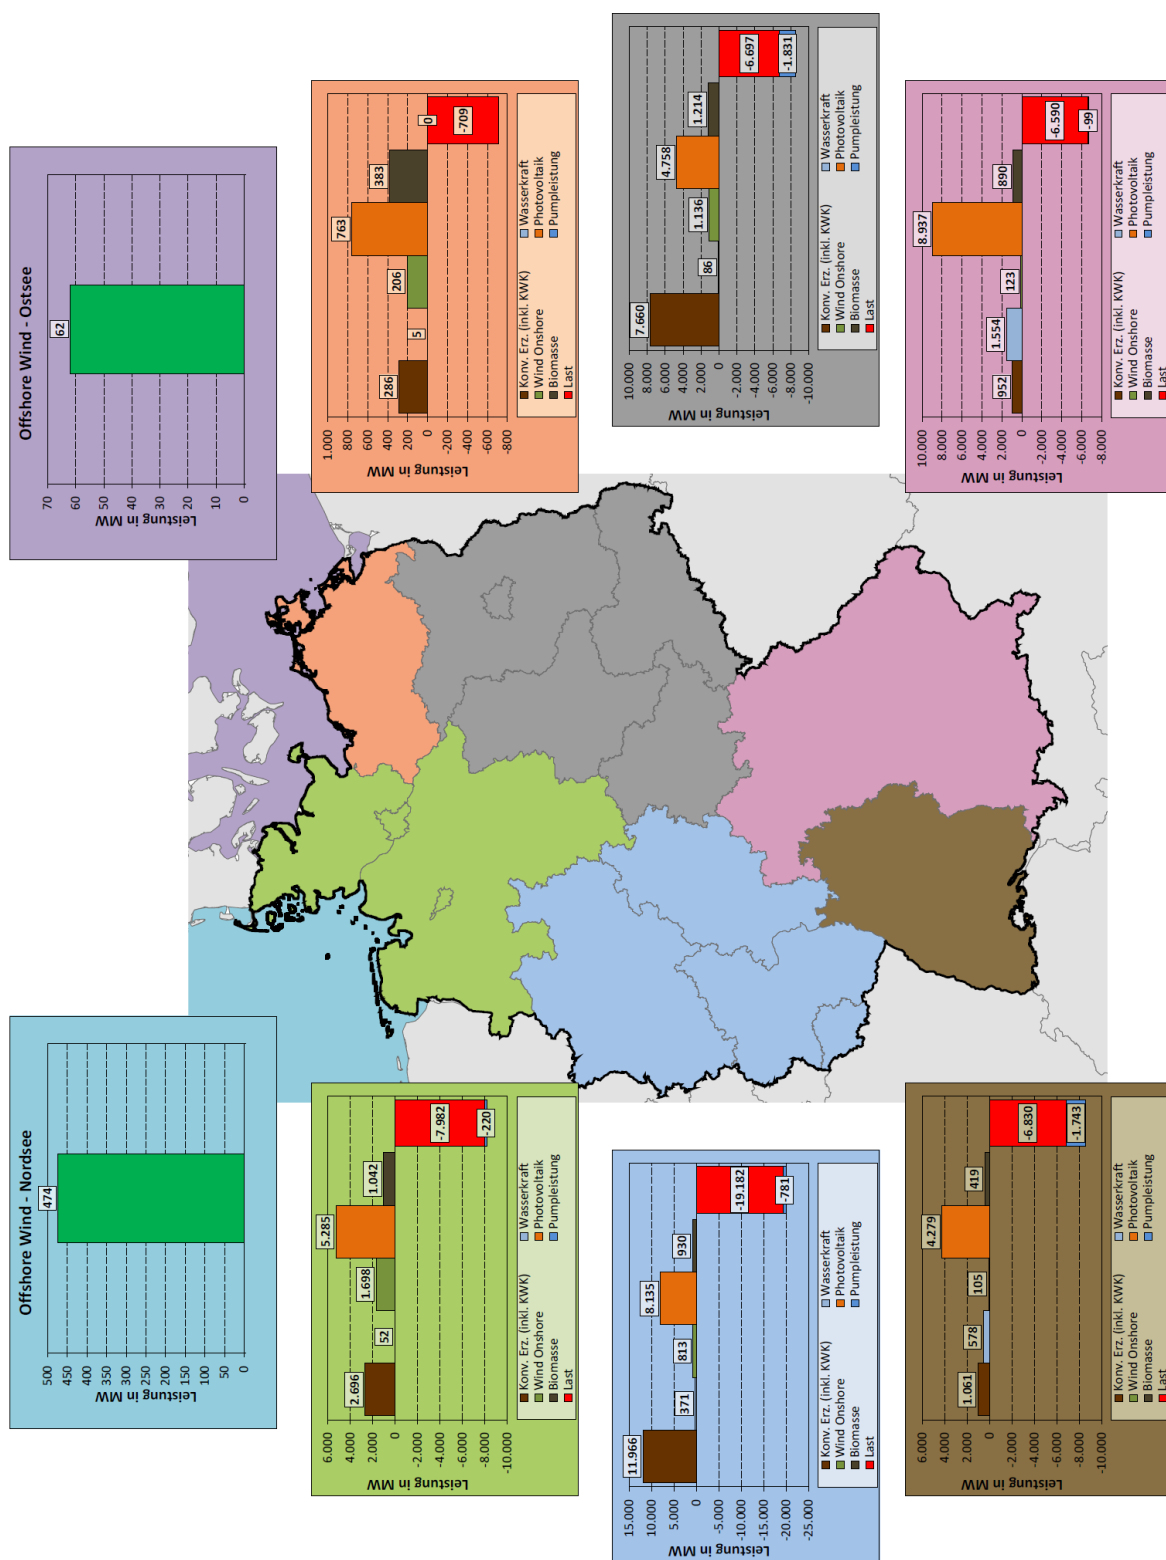 Offshore Wind - Nordsee
Leistung in MW
500
450
400
350
300
250
200
150
100
50
0
474
Offshore Wind - Ostsee
Leistung in MW
70
60
50
40
30
20
10
0
62
Leistung in MW
6.000
4.000
2.000
0
-2.000
-4.000
-6.000
-8.000
-10.000
2.696
52
1.698
5.285
1.042
-7.982
-220
Konv. Erz. (inkl. KWK)
Wasserkraft
Wind Onshore
Photovoltaik
Biomasse
Pumpleistung
Last
Leistung in MW
1.000
800
600
400
200
0
-200
-400
-600
-800
286
5
206
763
383
0
-709
Konv. Erz. (inkl. KWK)
Wasserkraft
Wind Onshore
Photovoltaik
Biomasse
Pumpleistung
Last
Leistung in MW
15.000
10.000
5.000
0
-5.000
-10.000
-15.000
-20.000
-25.000
11.966
371
813
8.135
930
-19.182
-781
Konv. Erz. (inkl. KWK)
Wasserkraft
Wind Onshore
Photovoltaik
Biomasse
Pumpleistung
Last
Leistung in MW
10.000
8.000
6.000
4.000
2.000
0
-2.000
-4.000
-6.000
-8.000
-10.000
7.660
86
1.136
4.758
1.214
-6.697
-1.831
Konv. Erz. (inkl. KWK)
Wasserkraft
Wind Onshore
Photovoltaik
Biomasse
Pumpleistung
Last
Leistung in MW
6.000
4.000
2.000
0
-2.000
-4.000
-6.000
-8.000
-10.000
1.061
578
105
4.279
419
-6.830
-1.743
Konv. Erz. (inkl. KWK)
Wasserkraft
Wind Onshore
Photovoltaik
Biomasse
Pumpleistung
Last
Leistung in MW
10.000
8.000
6.000
4.000
2.000
0
-2.000
-4.000
-6.000
-8.000
952
1.554
123
8.937
890
-6.590
-99
Konv. Erz. (inkl. KWK)
Wasserkraft
Wind Onshore
Photovoltaik
Biomasse
Pumpleistung
Last